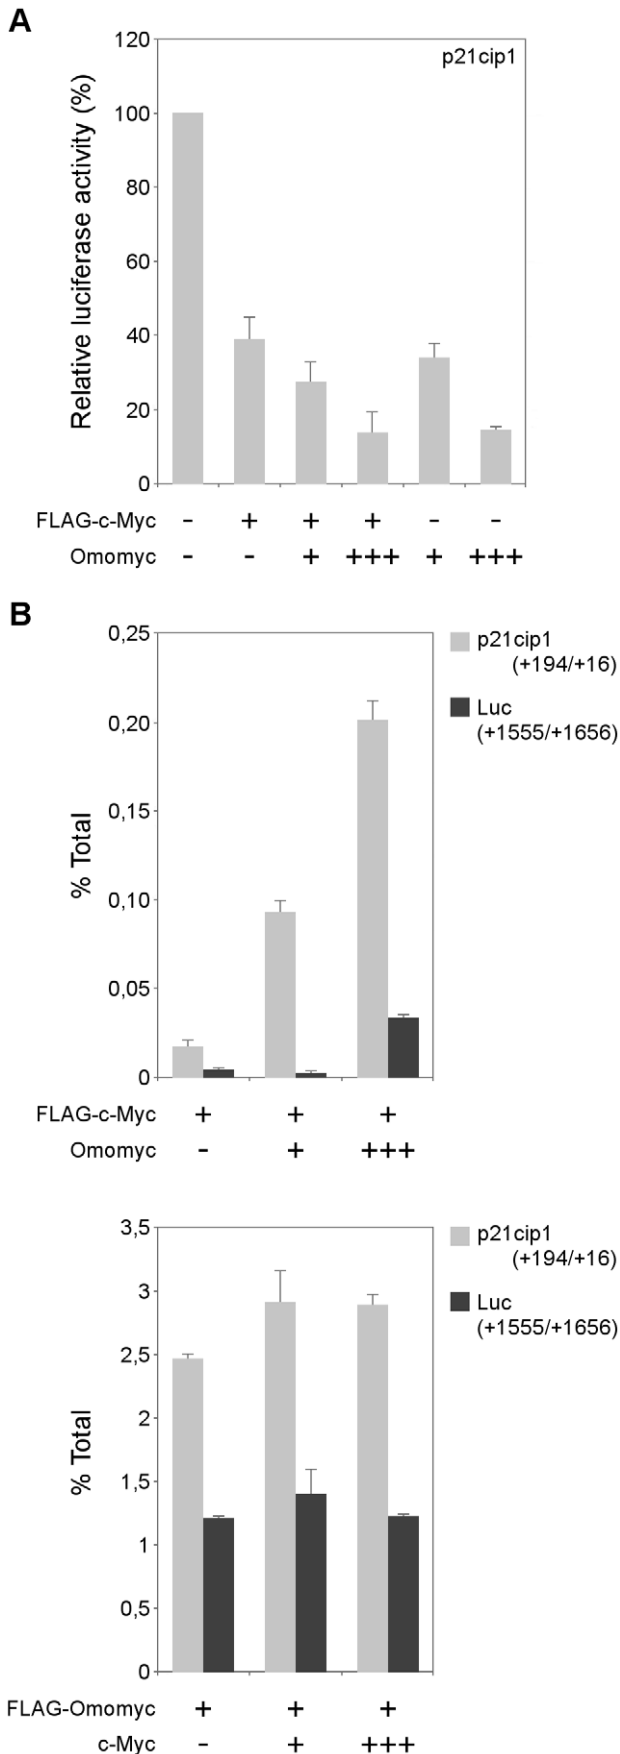 A
120
p21cip1
100
80
60
40
20
0
Relative luciferase activity (%)
FLAG-c-Myc - + + + - -
Omomyc - - + +++ + +++
B
0,25
0,20
0,15
0,10
0,05
0
% Total
p21cip1
(+194/+16)
Luc
(+1555/+1656)
FLAG-c-Myc + + +
Omomyc - + +++
3,5
3
2,5
2
1,5
1
0,5
0
% Total
p21cip1
(+194/+16)
Luc
(+1555/+1656)
FLAG-Omomyc + + +
c-Myc - + +++